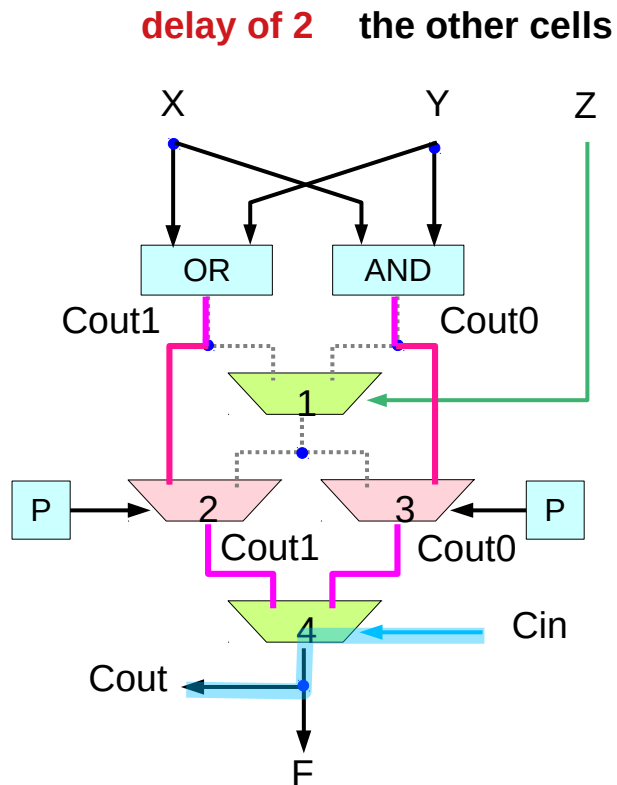 delay of 2 the other cells
X Y Z
OR AND
Cout1 Cout0
1
P 2 3 P
Cout1 Cout0
4 Cin
Cout
F